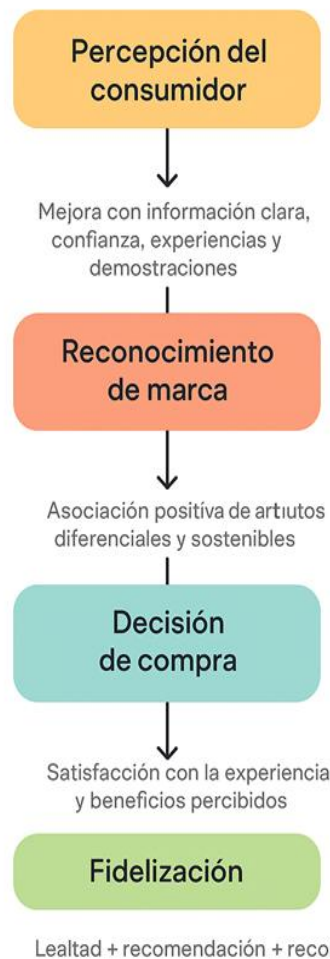 Percepción del
consumidor
Mejora con información clara,
confianza, experiencias y
demostraciones
Reconocimiento
de marca
Asociación positiva de artıutos
diferenciales y sostenibles
Decisión
de compra
Satisfacción con la experiencia
y beneficios percibidos
Fidelización
Lealtad + recomendación + reco